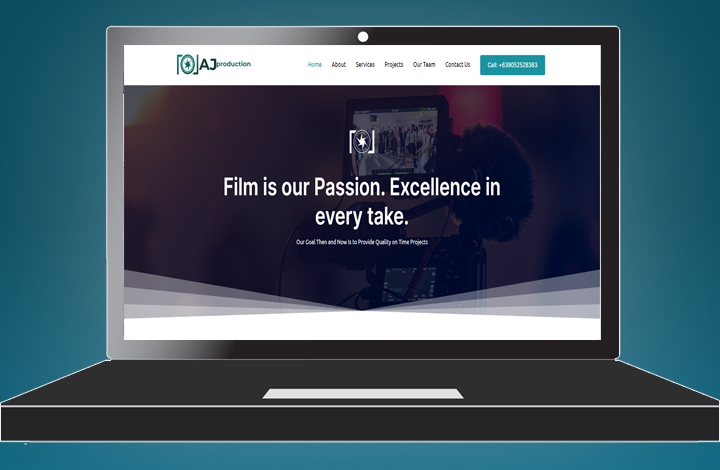 AJ production
Home About Services Projects Our Team Contact Us Call: +639052528363
Film is our Passion. Excellence in
every take.
Our Goal Then and Now Is to Provide Quality on Time Projects